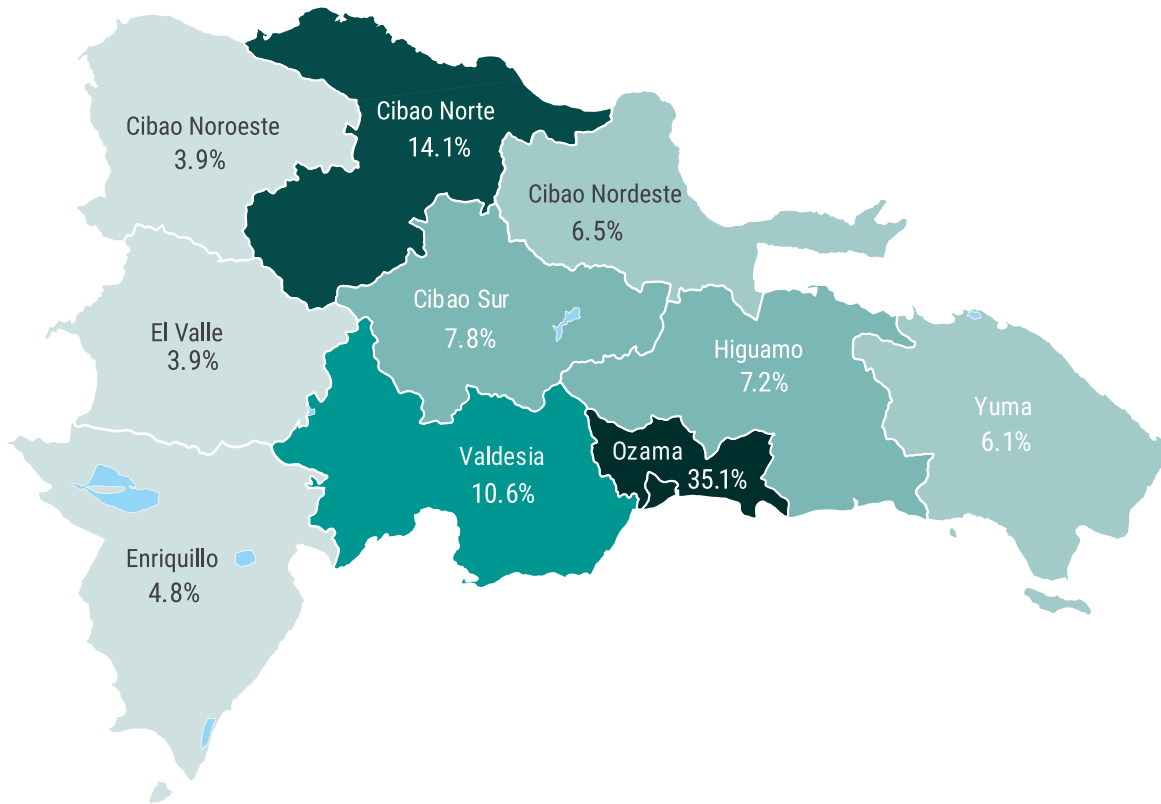 Cibao Norte
14.1%
Cibao Noroeste
3.9%
Cibao Nordeste
6.5%
Cibao Sur
7.8%
El Valle
3.9%
Higuamo
7.2%
Yuma
6.1%
Ozama
35.1%
Valdesia
10.6%
Enriquillo
4.8%